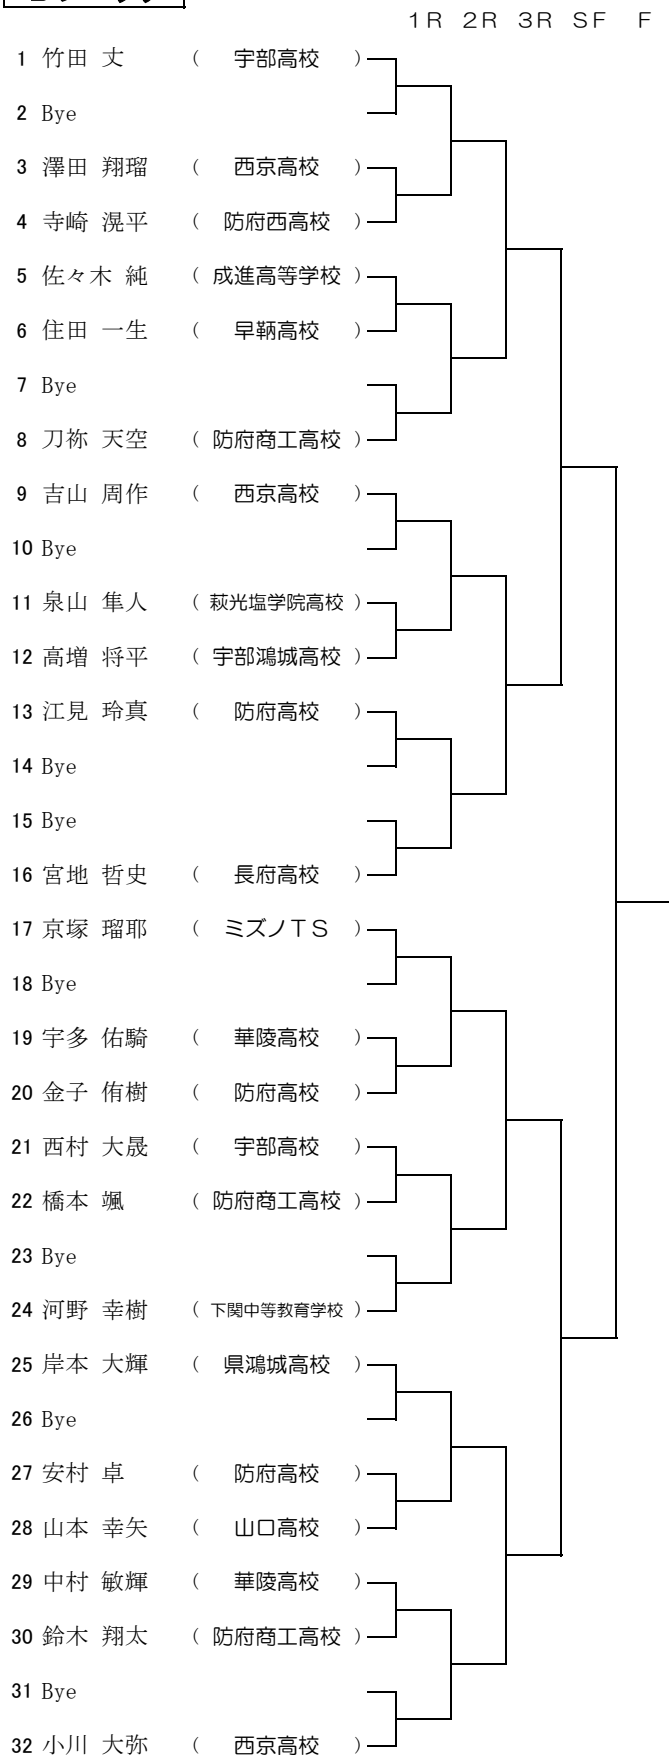 1R 2R 3R SF F
1 竹田 丈 ( 宇部高校 )
2 Bye
3 澤田 翔瑠 ( 西京高校 )
4 寺崎 滉平 ( 防府西高校 )
5 佐々木 純 ( 成進高等学校 )
6 住田 一生 ( 早鞆高校 )
7 Bye
8 刀祢 天空 ( 防府商工高校 )
9 吉山 周作 ( 西京高校 )
10 Bye
11 泉山 隼人 ( 萩光塩学院高校 )
12 高増 将平 ( 宇部鴻城高校 )
13 江見 玲真 ( 防府高校 )
14 Bye
15 Bye
16 宮地 哲史 ( 長府高校 )
17 京塚 瑠耶 ( ミズノTS )
18 Bye
19 宇多 佑騎 ( 華陵高校 )
20 金子 侑樹 ( 防府高校 )
21 西村 大晟 ( 宇部高校 )
22 橋本 颯 ( 防府商工高校 )
23 Bye
24 河野 幸樹 ( 下関中等教育学校 )
25 岸本 大輝 ( 県鴻城高校 )
26 Bye
27 安村 卓 ( 防府高校 )
28 山本 幸矢 ( 山口高校 )
29 中村 敏輝 ( 華陵高校 )
30 鈴木 翔太 ( 防府商工高校 )
31 Bye
32 小川 大弥 ( 西京高校 )